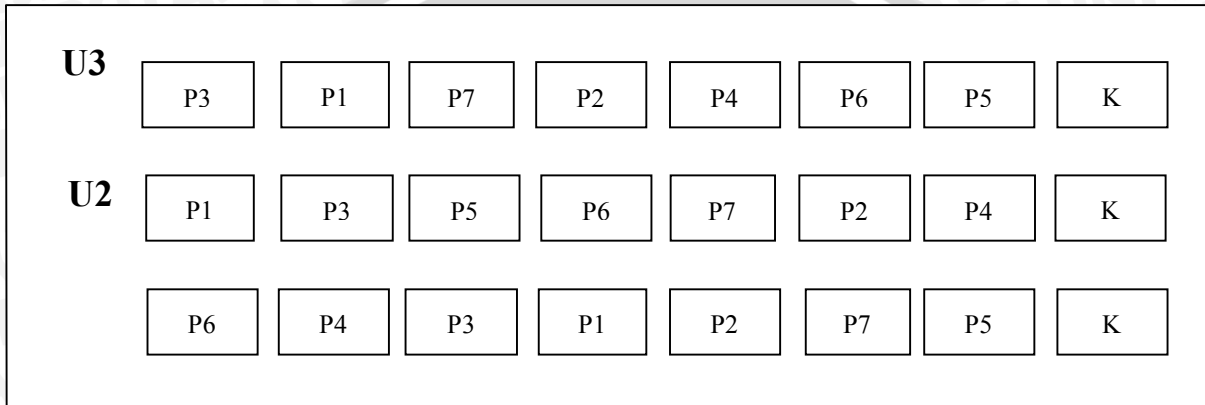 U3 P3 P1 P7 P2 P4 P6 P5 K
U2 P1 P3 P5 P6 P7 P2 P4 K
P6 P4 P3 P1 P2 P7 P5 K